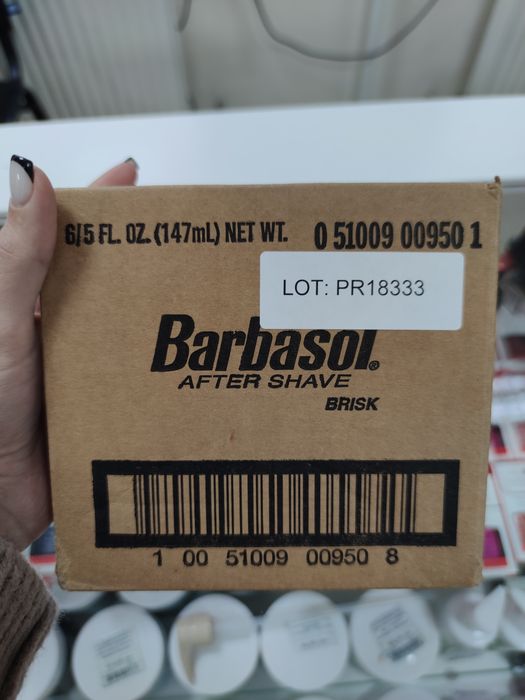 6/5 FL. OZ. (147mL) NET WT. 0 51009 00950 1
LOT: PR18333
Barbasol®
AFTER SHAVE
BRISK
1 00 51009 00950 8